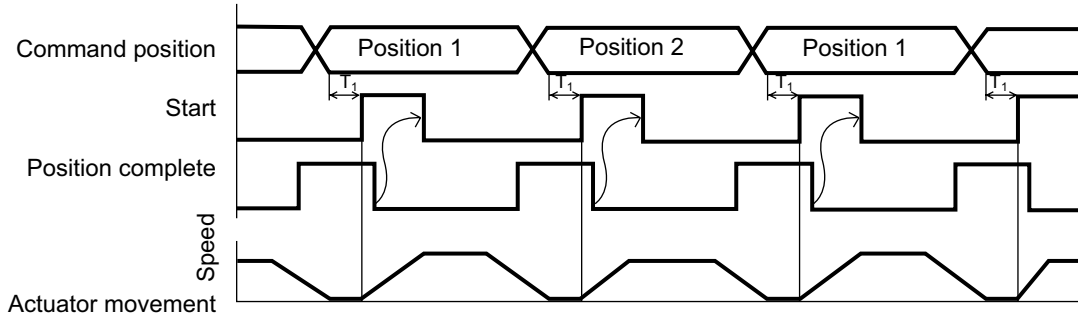 Command position
Position 1
Position 2
Position 1
T1
T1
T1
T1
Start
Position complete
Speed
Actuator movement